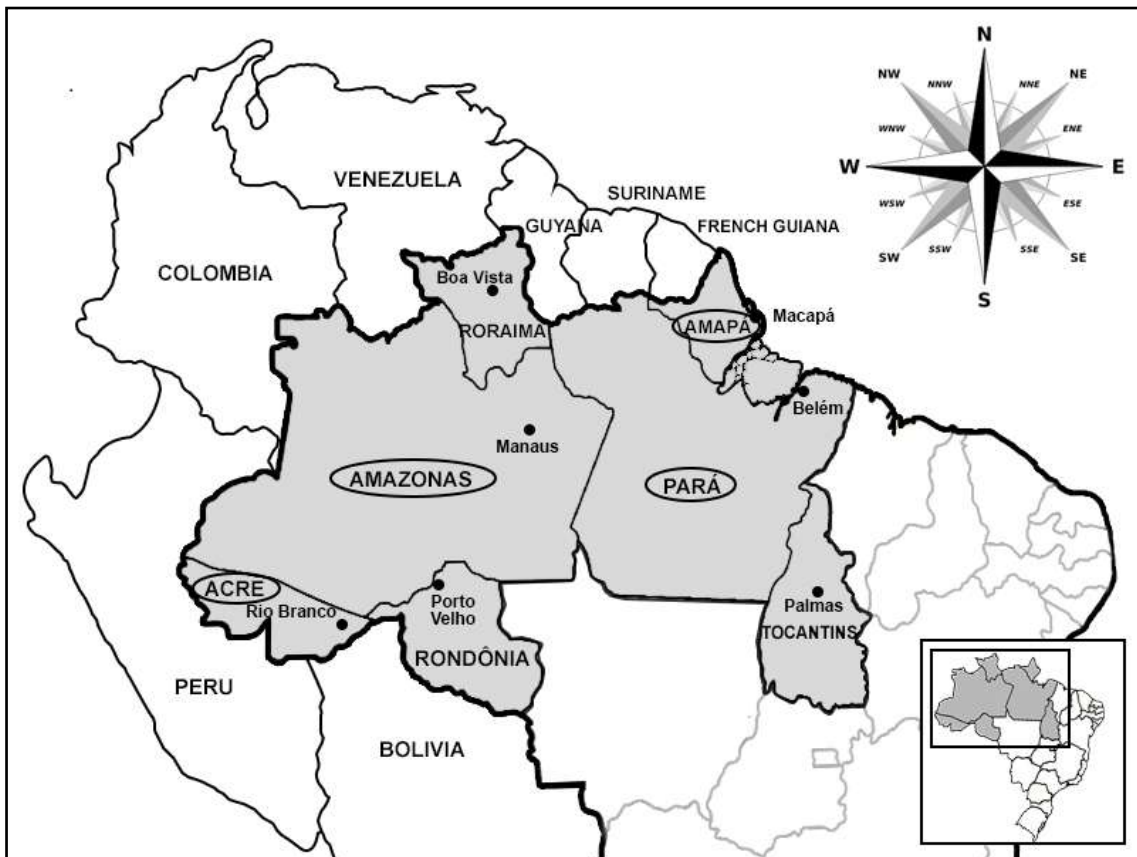 N
NNW
NNE
NW
NE
WNW
ENE
W
E
WSW
ESE
SW
SE
SSW
SSE
S
VENEZUELA
SURINAME
GUYANA
FRENCH GUIANA
COLOMBIA
Boa Vista
RORAIMA
AMAPÁ
Macapá
Belém
Manaus
AMAZONAS
PARÁ
ACRE
Rio Branco
Porto
Velho
RONDÔNIA
Palmas
TOCANTINS
PERU
BOLIVIA